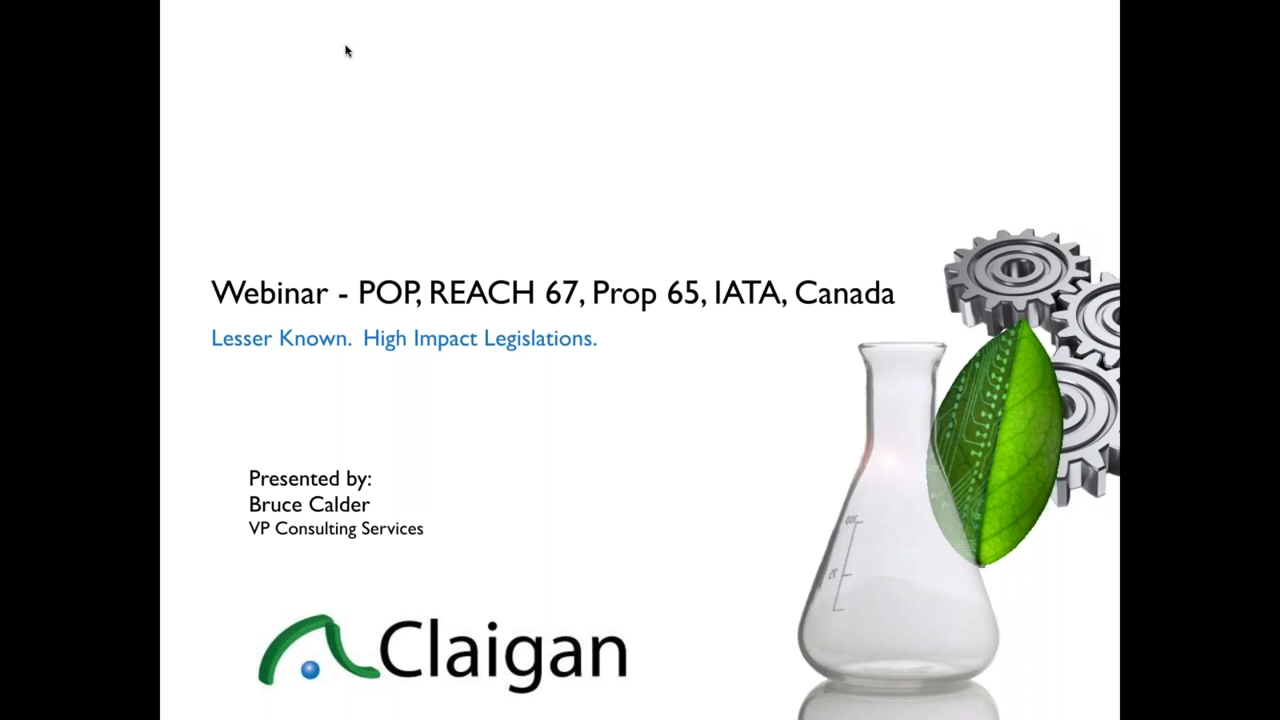 Webinar - POP, REACH 67, Prop 65, IATA, Canada
Lesser Known.  High Impact Legislations.
Presented by:
Bruce Calder
VP Consulting Services
Claigan